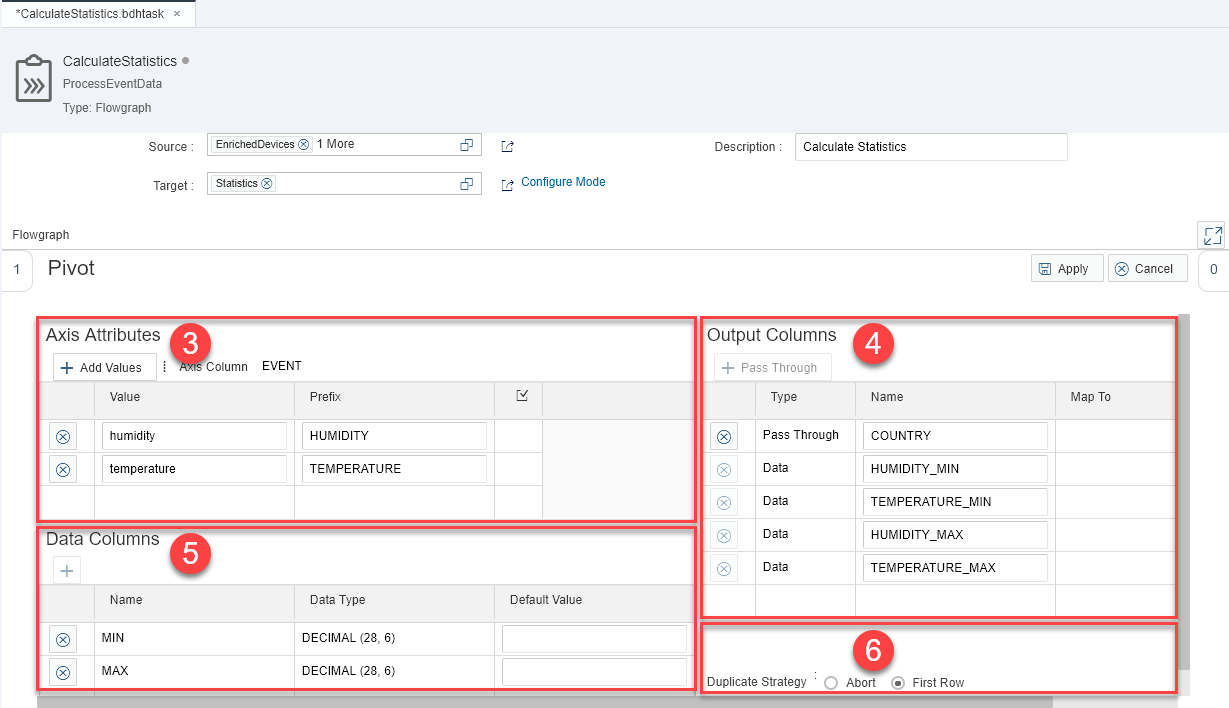 *CalculateStatistics.bdhtask ×
CalculateStatistics
ProcessEventData
Type: Flowgraph
Source : EnrichedDevices 1 More
Description : Calculate Statistics
Target : Statistics Configure Mode
Flowgraph
1 Pivot Apply Cancel 0
Axis Attributes 3
+ Add Values Axis Column EVENT
Value Prefix
humidity HUMIDITY
temperature TEMPERATURE
Output Columns 4
+ Pass Through
Type Name Map To
Pass Through COUNTRY
Data HUMIDITY_MIN
Data TEMPERATURE_MIN
Data HUMIDITY_MAX
Data TEMPERATURE_MAX
Data Columns 5
+
Name Data Type Default Value
MIN DECIMAL (28, 6)
MAX DECIMAL (28, 6)
6
Duplicate Strategy : Abort First Row